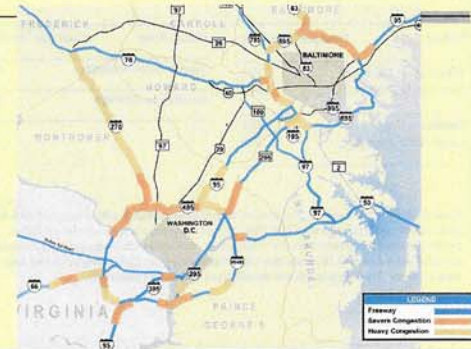 83
BALTIMORE
95
97
795
695
FREDERICK
CARROLL
26
83
BALTIMORE
70
HOWARD
40
100
895
695
195
270
MONTGOMERY
97
29
295
95
97
2
495
50
WASHINGTON
D.C.
97
ARUNDEL
66
395
295
VIRGINIA
PRINCE
GEORGE'S
95
LEGEND
Freeway
Severe Congestion
Heavy Congestion